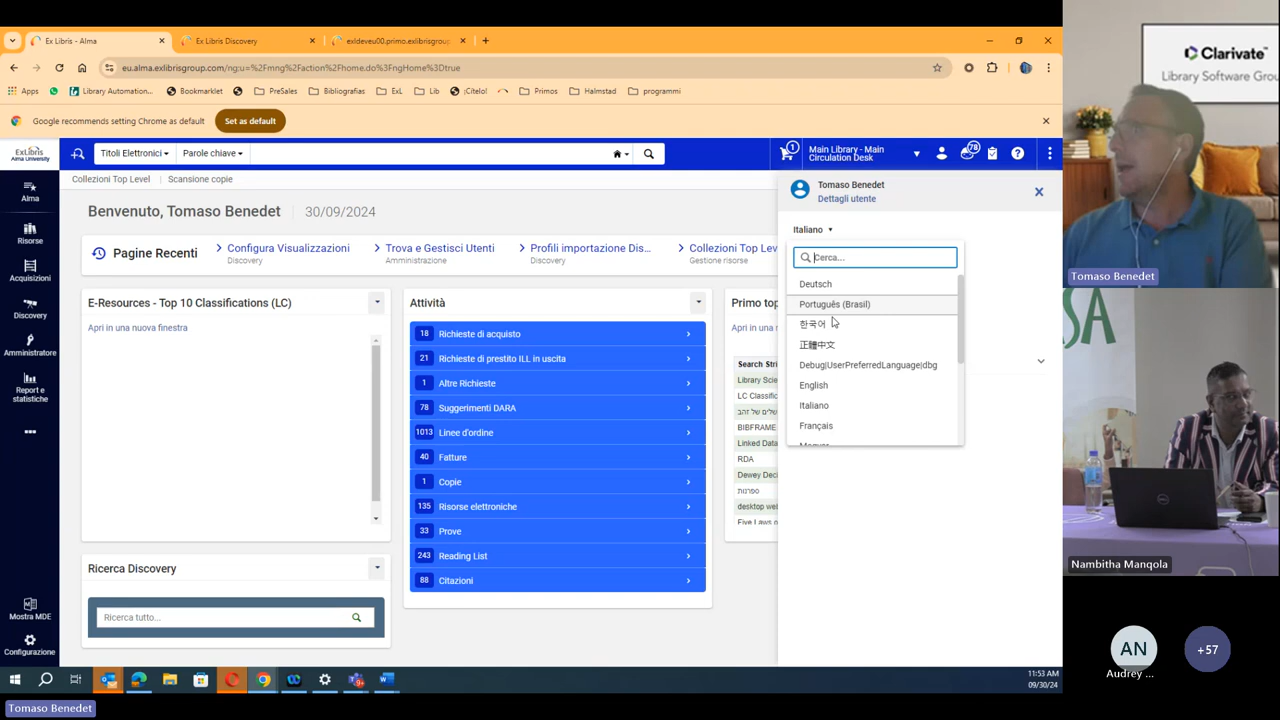 Ex Libris - Alma
Ex Libris Discovery
exldeveu00.primo.exlibrisgroup
eu.alma.exlibrisgroup.com/ng:u=%2Fmng%2Faction%2Fhome.do%3FngHome%3Dtrue
Apps
Library Automation...
Bookmarklet
¡Cítelo!
PreSales
Bibliografias
ExL
Lib
Primos
Halmstad
programmi
Google recommends setting Chrome as default
Set as default
ExLibris
Alma University
Titoli Elettronici
Parole chiave
1
Main Library - Main
Circulation Desk
78
Collezioni Top Level
Scansione copie
Alma
Risorse
Acquisizioni
Discovery
Amministratore
Report e
statistiche
Mostra MDE
Configurazione
Benvenuto, Tomaso Benedet
30/09/2024
Pagine Recenti
Configura Visualizzazioni
Discovery
Trova e Gestisci Utenti
Amministrazione
Profili importazione Dis...
Discovery
Collezioni Top Lev
Gestione risorse
E-Resources - Top 10 Classifications (LC)
Apri in una nuova finestra
Ricerca Discovery
Ricerca tutto...
Attività
18 Richieste di acquisto
21 Richieste di prestito ILL in uscita
1 Altre Richieste
78 Suggerimenti DARA
1013 Linee d'ordine
40 Fatture
1 Copie
135 Risorse elettroniche
33 Prove
243 Reading List
88 Citazioni
Primo top
Apri in una
Search Stri
Library Scie
LC Classific
שלים של זהב
BIBFRAME
Linked Data
RDA
Dewey Deci
ספרנות
desktop web
Five Laws o
Tomaso Benedet
Dettagli utente
Italiano
Cerca...
Deutsch
Português (Brasil)
한국어
正體中文
Debug|UserPreferredLanguage|dbg
English
Italiano
Français
Magyar
11:53 AM
09/30/24
Tomaso Benedet
Clarivate
Library Software Grou
Tomaso Benedet
SA
Nambitha Manqola
AN
Audrey ...
+57